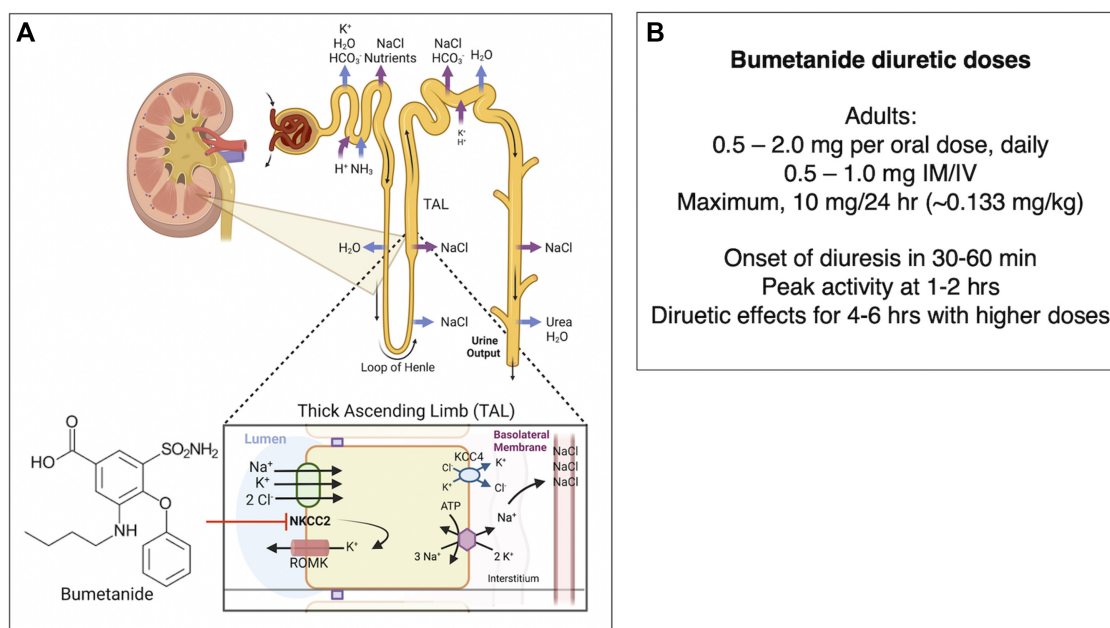 A
K⁺
H₂O
HCO₃⁻
NaCl
Nutrients
NaCl
HCO₃⁻
H₂O
K⁺
H⁺
H⁺ NH₃
TAL
H₂O
NaCl
NaCl
NaCl
Urea
H₂O
Urine
Output
Loop of Henle
Thick Ascending Limb (TAL)
Lumen
Basolateral
Membrane
Na⁺
K⁺
2 Cl⁻
NKCC2
K⁺
ROMK
KCC4
Cl⁻
K⁺
K⁺
Cl⁻
ATP
Na⁺
3 Na⁺
2 K⁺
Interstitium
NaCl
NaCl
NaCl
O
HO
SO₂NH₂
O
NH
Bumetanide
B
Bumetanide diuretic doses
Adults:
0.5 – 2.0 mg per oral dose, daily
0.5 – 1.0 mg IM/IV
Maximum, 10 mg/24 hr (~0.133 mg/kg)
Onset of diuresis in 30-60 min
Peak activity at 1-2 hrs
Diruetic effects for 4-6 hrs with higher doses